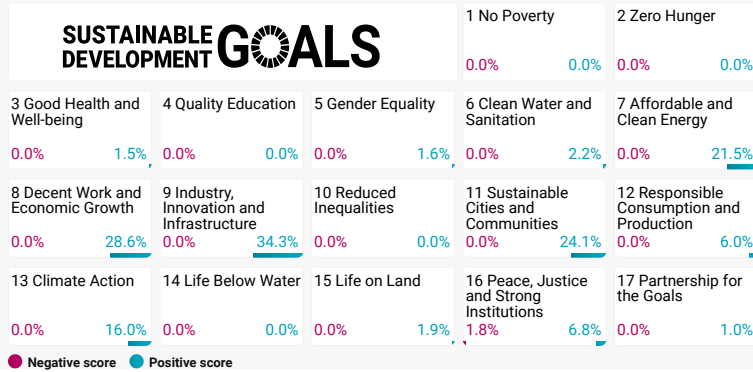 SUSTAINABLE
DEVELOPMENT
GOALS
1 No Poverty
0.0% 0.0%
2 Zero Hunger
0.0% 0.0%
3 Good Health and
Well-being
0.0% 1.5%
4 Quality Education
0.0% 0.0%
5 Gender Equality
0.0% 1.6%
6 Clean Water and
Sanitation
0.0% 2.2%
7 Affordable and
Clean Energy
0.0% 21.5%
8 Decent Work and
Economic Growth
0.0% 28.6%
9 Industry,
Innovation and
Infrastructure
0.0% 34.3%
10 Reduced
Inequalities
0.0% 0.0%
11 Sustainable
Cities and
Communities
0.0% 24.1%
12 Responsible
Consumption and
Production
0.0% 6.0%
13 Climate Action
0.0% 16.0%
14 Life Below Water
0.0% 0.0%
15 Life on Land
0.0% 1.9%
16 Peace, Justice
and Strong
Institutions
1.8% 6.8%
17 Partnership for
the Goals
0.0% 1.0%
Negative score Positive score